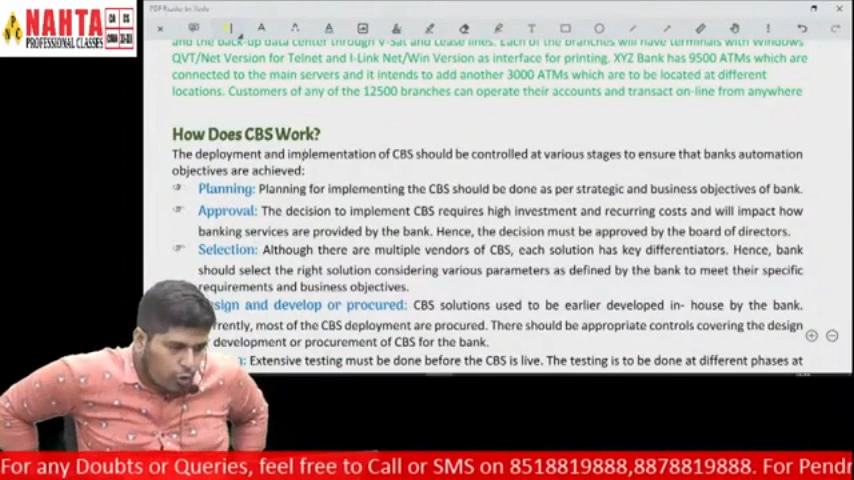 NAHTA
PROFESSIONAL CLASSES
CA CS
CMA XI-XII
PDF Reader by Xodo
and the back-up data center through V-Sat and Lease lines. Each of the branches will have terminals with Windows
QVT/Net Version for Telnet and I-Link Net/Win Version as interface for printing. XYZ Bank has 9500 ATMs which are
connected to the main servers and it intends to add another 3000 ATMs which are to be located at different
locations. Customers of any of the 12500 branches can operate their accounts and transact on-line from anywhere
How Does CBS Work?
The deployment and implementation of CBS should be controlled at various stages to ensure that banks automation
objectives are achieved:
Planning: Planning for implementing the CBS should be done as per strategic and business objectives of bank.
Approval: The decision to implement CBS requires high investment and recurring costs and will impact how
banking services are provided by the bank. Hence, the decision must be approved by the board of directors.
Selection: Although there are multiple vendors of CBS, each solution has key differentiators. Hence, bank
should select the right solution considering various parameters as defined by the bank to meet their specific
requirements and business objectives.
sign and develop or procured: CBS solutions used to be earlier developed in- house by the bank.
rrently, most of the CBS deployment are procured. There should be appropriate controls covering the design
development or procurement of CBS for the bank.
Extensive testing must be done before the CBS is live. The testing is to be done at different phases at
For any Doubts or Queries, feel free to Call or SMS on 8518819888,8878819888. For Pendr